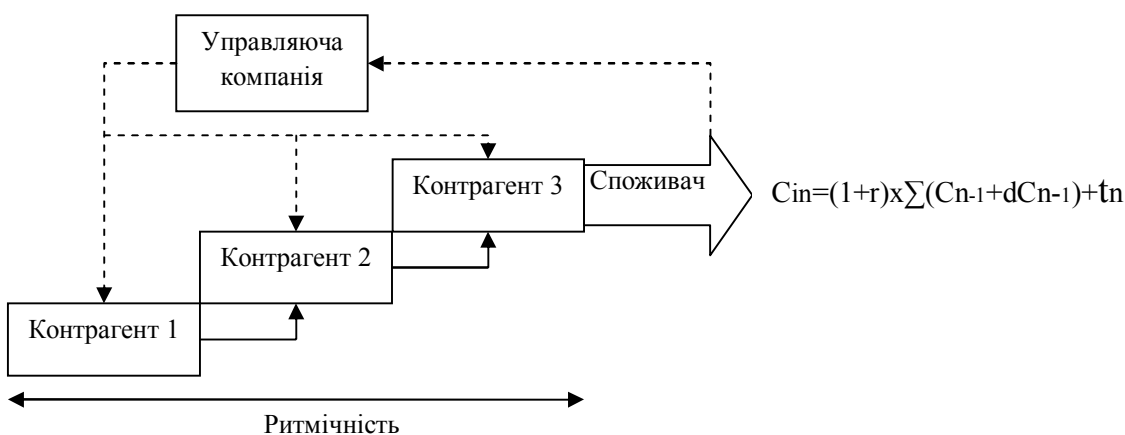 Управляюча
компанія
Контрагент 3
Споживач
Cin=(1+r)x∑(Cn-1+dCn-1)+tn
Контрагент 2
Контрагент 1
Ритмічність